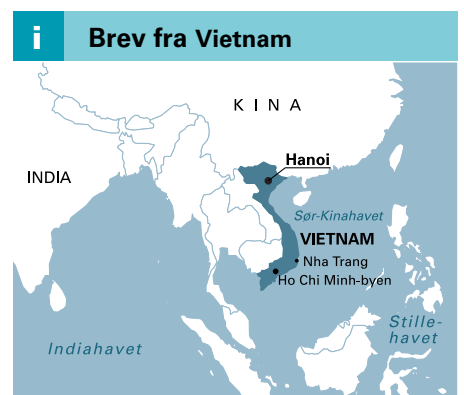 i Brev fra Vietnam
KINA
Hanoi
INDIA
Sør-Kinahavet
VIETNAM
Nha Trang
Ho Chi Minh-byen
Stille-
havet
Indiahavet